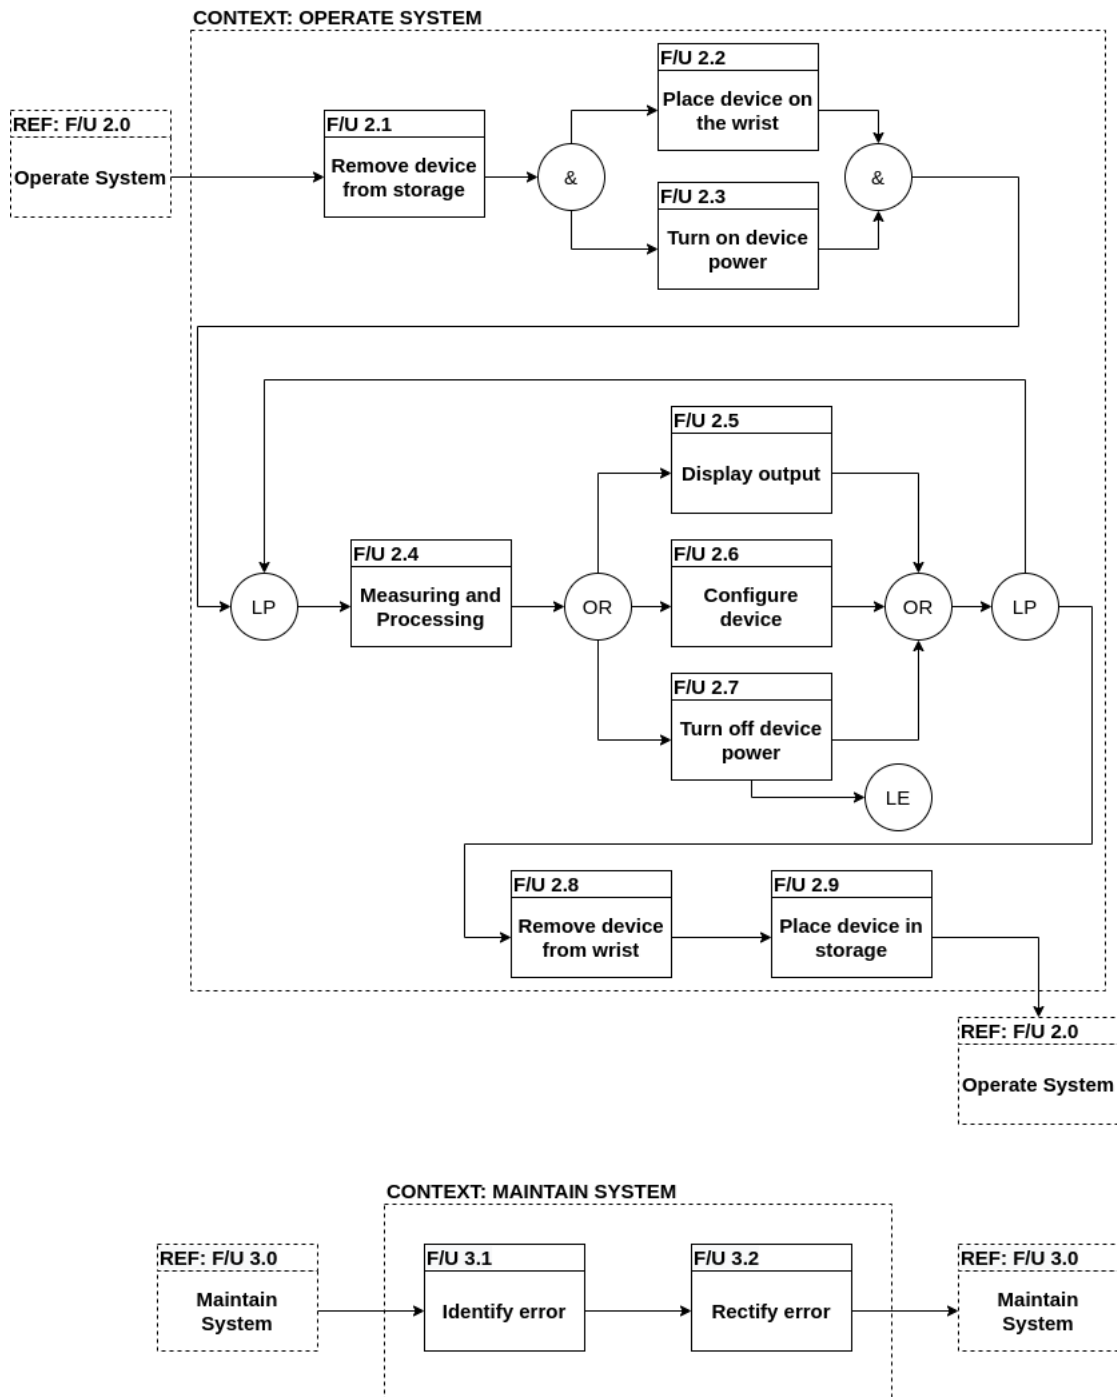 CONTEXT: OPERATE SYSTEM
F/U 2.2
Place device on
the wrist
REF: F/U 2.0
Operate System
F/U 2.1
Remove device
from storage
&
&
F/U 2.3
Turn on device
power
F/U 2.5
Display output
F/U 2.4
Measuring and
Processing
LP
OR
F/U 2.6
Configure
device
OR
LP
F/U 2.7
Turn off device
power
LE
F/U 2.8
Remove device
from wrist
F/U 2.9
Place device in
storage
REF: F/U 2.0
Operate System
CONTEXT: MAINTAIN SYSTEM
REF: F/U 3.0
Maintain
System
F/U 3.1
Identify error
F/U 3.2
Rectify error
REF: F/U 3.0
Maintain
System